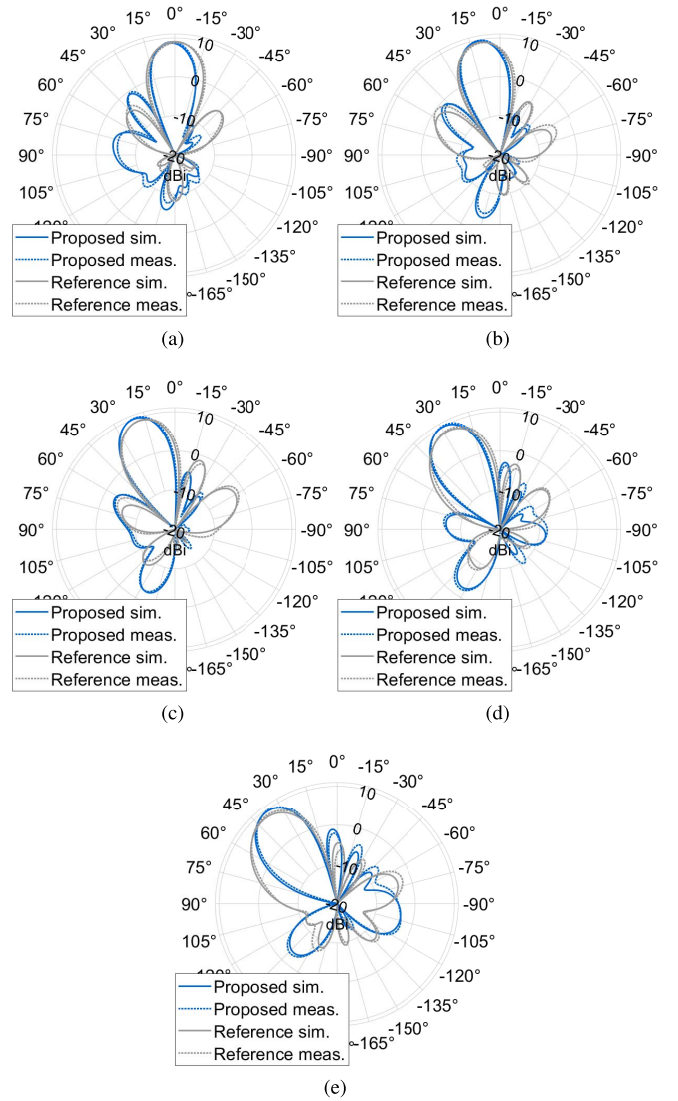 0°
15° -15°
30° -30°
45° -45°
60° -60°
75° -75°
90° -90°
105° -105°
-120°
-135°
-150°
-165°
10
0
-10
-20
dBi
Proposed sim.
Proposed meas.
Reference sim.
Reference meas.
(a)
0°
15° -15°
30° -30°
45° -45°
60° -60°
75° -75°
90° -90°
105° -105°
-120°
-135°
-150°
-165°
10
0
-10
-20
dBi
Proposed sim.
Proposed meas.
Reference sim.
Reference meas.
(b)
0°
15° -15°
30° -30°
45° -45°
60° -60°
75° -75°
90° -90°
105° -105°
-120°
-135°
-150°
-165°
10
0
-10
-20
dBi
Proposed sim.
Proposed meas.
Reference sim.
Reference meas.
(c)
0°
15° -15°
30° -30°
45° -45°
60° -60°
75° -75°
90° -90°
105° -105°
-120°
-135°
-150°
-165°
10
0
-10
-20
dBi
Proposed sim.
Proposed meas.
Reference sim.
Reference meas.
(d)
0°
15° -15°
30° -30°
45° -45°
60° -60°
75° -75°
90° -90°
105° -105°
-120°
-135°
-150°
-165°
10
0
-10
-20
dBi
Proposed sim.
Proposed meas.
Reference sim.
Reference meas.
(e)